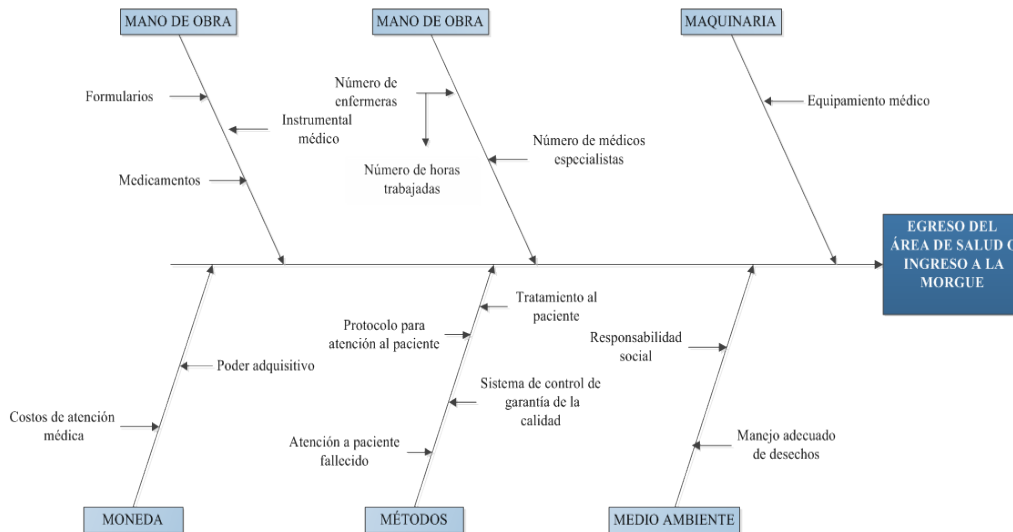 MANO DE OBRA
MANO DE OBRA
MAQUINARIA
Formularios
Instrumental
médico
Medicamentos
Número de
enfermeras
Número de horas
trabajadas
Número de médicos
especialistas
Equipamiento médico
EGRESO DEL
ÁREA DE SALUD O
INGRESO A LA
MORGUE
Tratamiento al
paciente
Protocolo para
atención al paciente
Responsabilidad
social
Poder adquisitivo
Sistema de control de
garantía de la
calidad
Costos de atención
médica
Atención a paciente
fallecido
Manejo adecuado
de desechos
MONEDA
MÉTODOS
MEDIO AMBIENTE